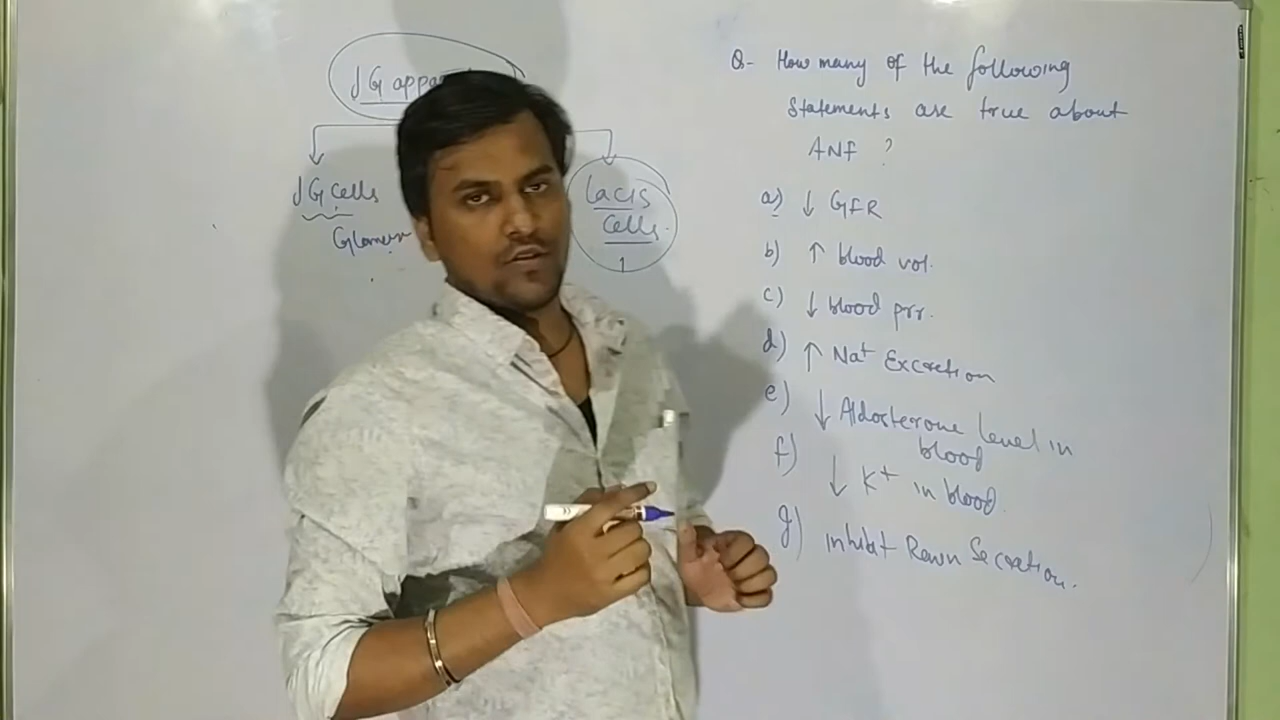 JG appa
JG cells
Glomer
Lacis
cells
1
Q- How many of the following
Statements are true about
ANF ?
a) ↓ GFR
b) ↑ blood vol.
c) ↓ blood prr.
d) ↑ Na+ Excretion
e) ↓ Aldosterone level in
blood
f) ↓ K+ in blood.
g) inhibit Renin Secretion.